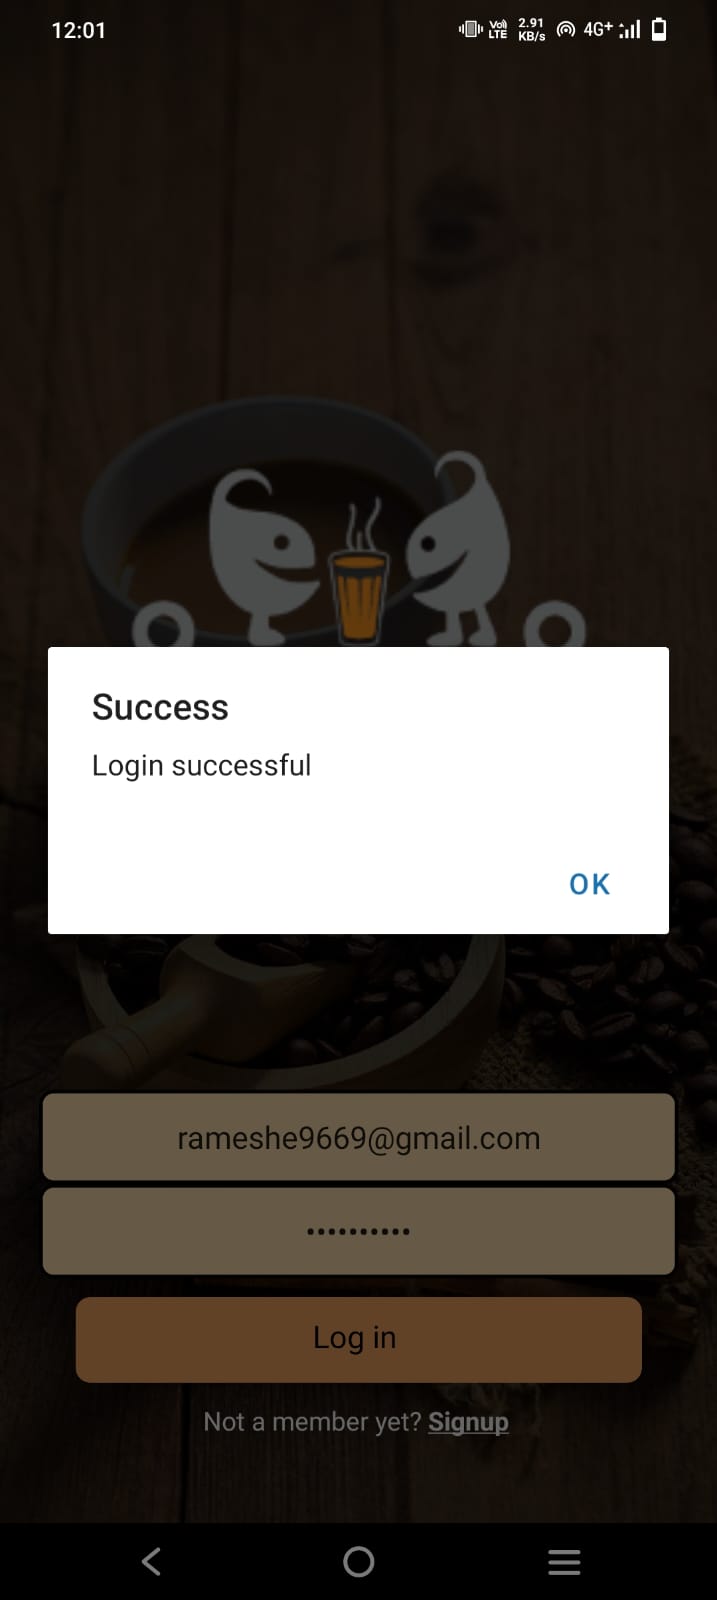 12:01
Vo)) 2.91 4G+
LTE KB/s
Success
Login successful
OK
rameshe9669@gmail.com
••••••••••
Log in
Not a member yet? Signup